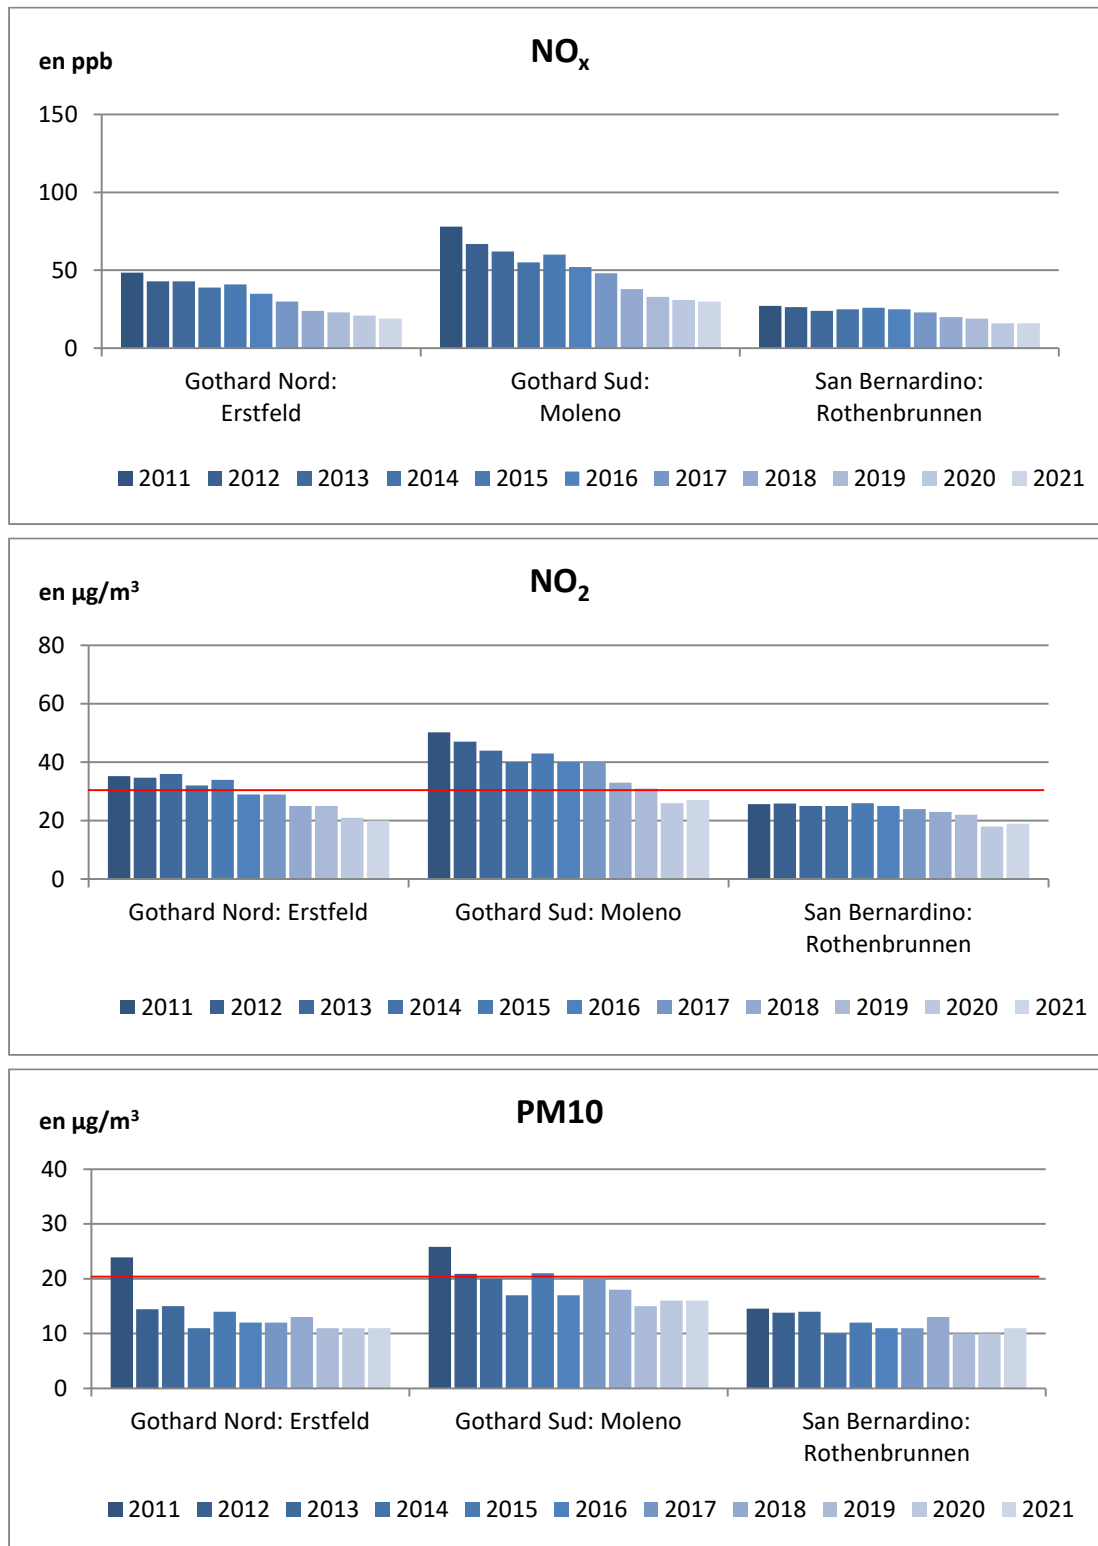 NOx
en ppb
150
100
50
0
Gothard Nord:
Erstfeld
Gothard Sud:
Moleno
San Bernardino:
Rothenbrunnen
2011 2012 2013 2014 2015 2016 2017 2018 2019 2020 2021
NO2
en µg/m³
80
60
40
20
0
Gothard Nord: Erstfeld
Gothard Sud: Moleno
San Bernardino:
Rothenbrunnen
2011 2012 2013 2014 2015 2016 2017 2018 2019 2020 2021
PM10
en µg/m³
40
30
20
10
0
Gothard Nord: Erstfeld
Gothard Sud: Moleno
San Bernardino:
Rothenbrunnen
2011 2012 2013 2014 2015 2016 2017 2018 2019 2020 2021